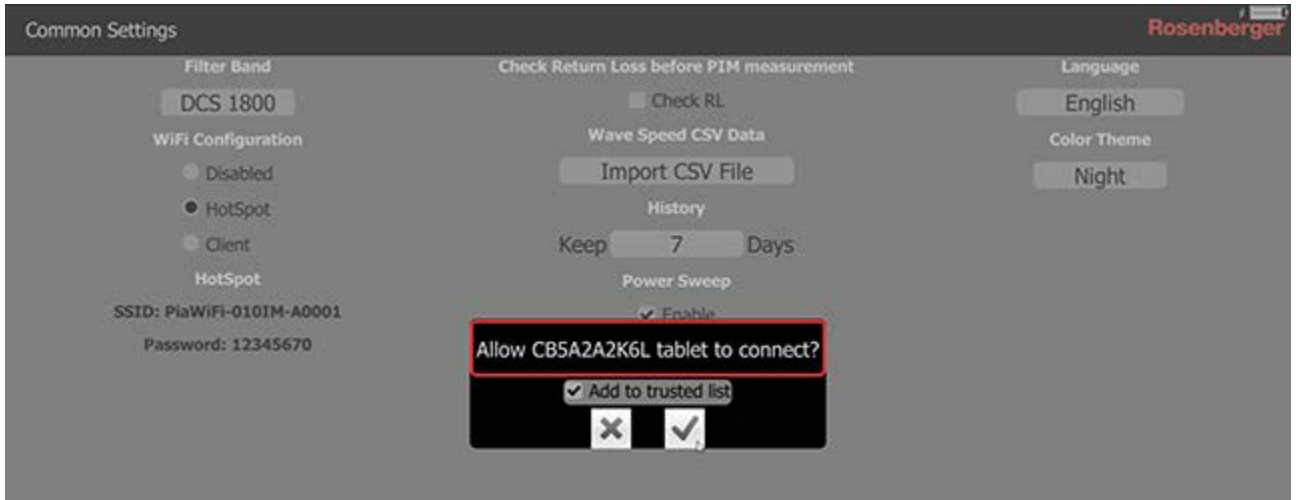 Common Settings
Rosenberger
Filter Band
DCS 1800
WiFi Configuration
Disabled
HotSpot
Client
HotSpot
SSID: PiaWiFi-010IM-A0001
Password: 12345670
Check Return Loss before PIM measurement
Check RL
Wave Speed CSV Data
Import CSV File
History
Keep 7 Days
Power Sweep
Enable
Allow CB5A2A2K6L tablet to connect?
Add to trusted list
Language
English
Color Theme
Night